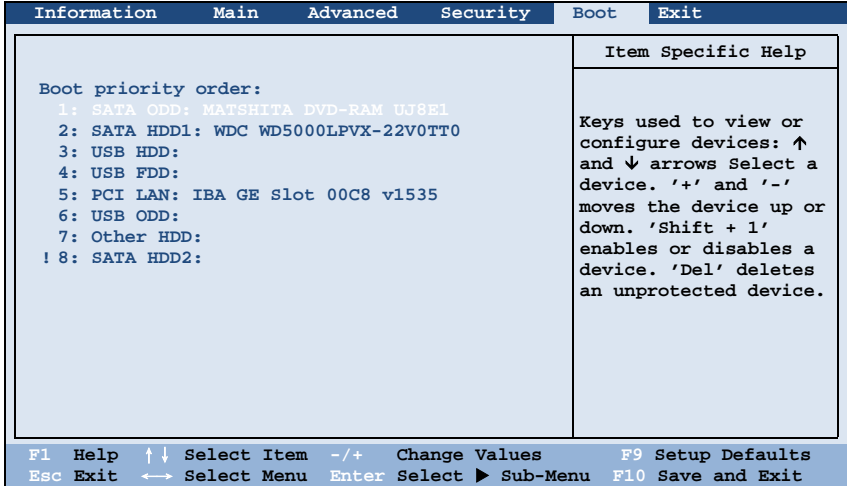 Information Main Advanced Security Boot Exit
Boot priority order:
1: SATA ODD: MATSHITA DVD-RAM UJ8E1
2: SATA HDD1: WDC WD5000LPVX-22V0TT0
3: USB HDD:
4: USB FDD:
5: PCI LAN: IBA GE Slot 00C8 v1535
6: USB ODD:
7: Other HDD:
! 8: SATA HDD2:
Item Specific Help
Keys used to view or
configure devices: ↑
and ↓ arrows Select a
device. '+' and '-'
moves the device up or
down. 'Shift + 1'
enables or disables a
device. 'Del' deletes
an unprotected device.
F1 Help ↑↓ Select Item -/+ Change Values F9 Setup Defaults
Esc Exit ←→ Select Menu Enter Select ▶ Sub-Menu F10 Save and Exit